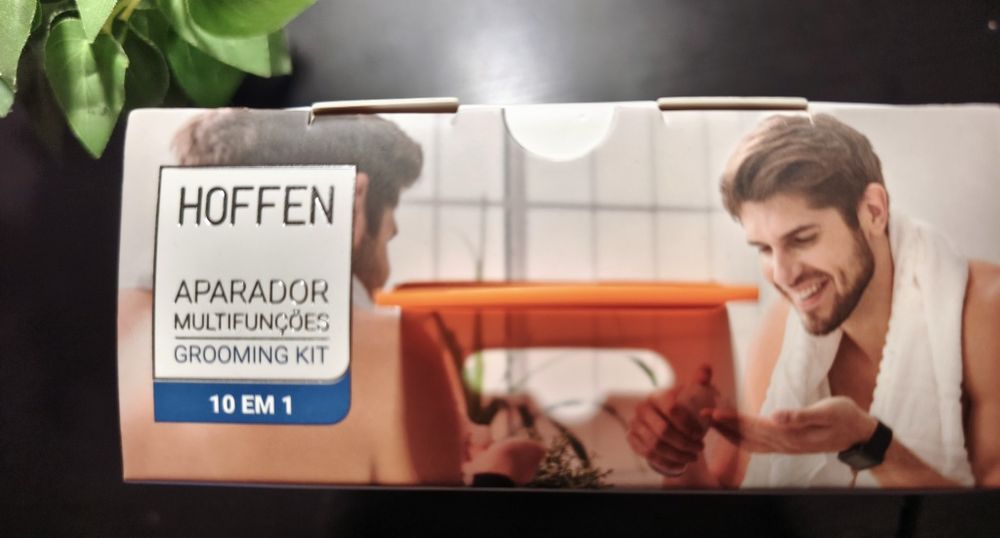 HOFFEN
APARADOR
MULTIFUNÇÕES
GROOMING KIT
10 EM 1